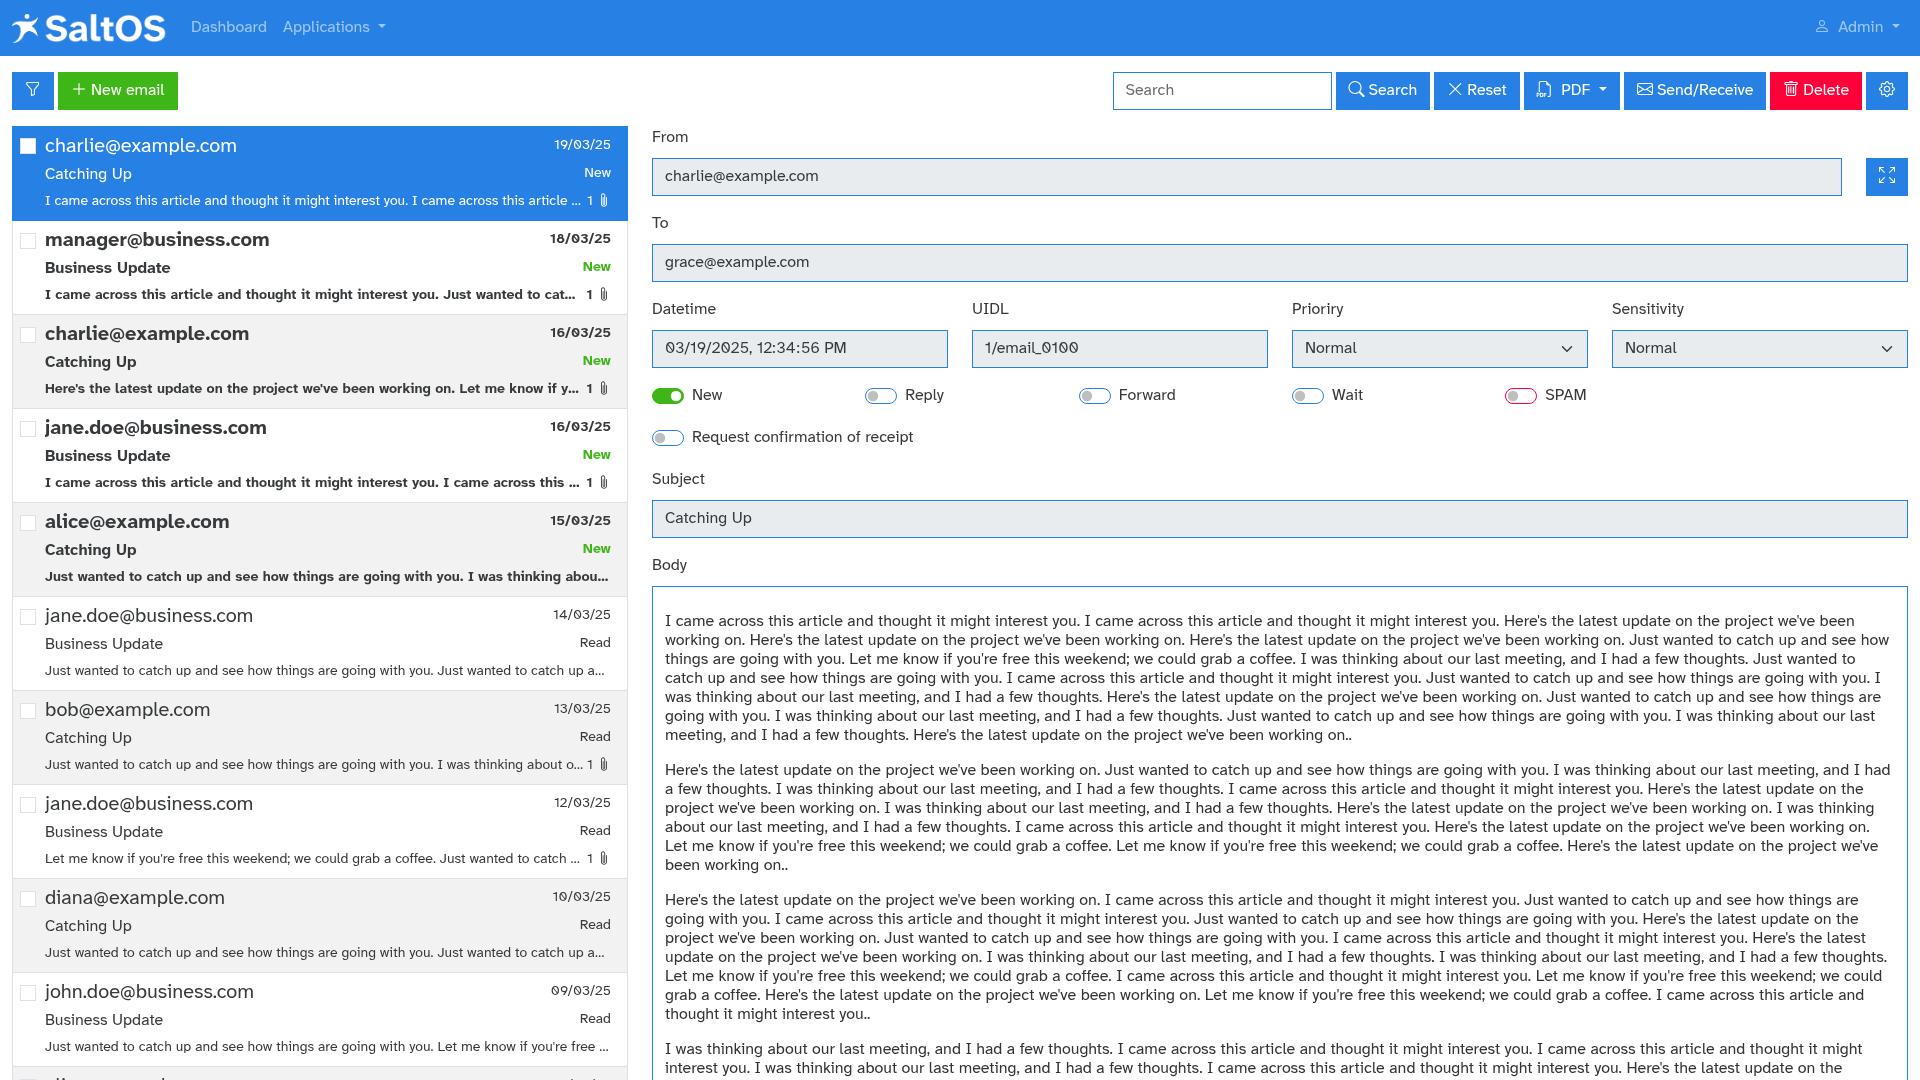 SaltOS
Dashboard
Applications
Admin
New email
Search
Search
Reset
PDF
Send/Receive
Delete
charlie@example.com 19/03/25
Catching Up New
I came across this article and thought it might interest you. I came across this article ... 1
manager@business.com 18/03/25
Business Update New
I came across this article and thought it might interest you. Just wanted to cat... 1
charlie@example.com 16/03/25
Catching Up New
Here's the latest update on the project we've been working on. Let me know if y... 1
jane.doe@business.com 16/03/25
Business Update New
I came across this article and thought it might interest you. I came across this ... 1
alice@example.com 15/03/25
Catching Up New
Just wanted to catch up and see how things are going with you. I was thinking abou...
jane.doe@business.com 14/03/25
Business Update Read
Just wanted to catch up and see how things are going with you. Just wanted to catch up a...
bob@example.com 13/03/25
Catching Up Read
Just wanted to catch up and see how things are going with you. I was thinking about o... 1
jane.doe@business.com 12/03/25
Business Update Read
Let me know if you're free this weekend; we could grab a coffee. Just wanted to catch ... 1
diana@example.com 10/03/25
Catching Up Read
Just wanted to catch up and see how things are going with you. Just wanted to catch up a...
john.doe@business.com 09/03/25
Business Update Read
Just wanted to catch up and see how things are going with you. Let me know if you're free ...
From
charlie@example.com
To
grace@example.com
Datetime UIDL Prioriry Sensitivity
03/19/2025, 12:34:56 PM 1/email_0100 Normal Normal
New Reply Forward Wait SPAM
Request confirmation of receipt
Subject
Catching Up
Body
I came across this article and thought it might interest you. I came across this article and thought it might interest you. Here's the latest update on the project we've been
working on. Here's the latest update on the project we've been working on. Here's the latest update on the project we've been working on. Just wanted to catch up and see how
things are going with you. Let me know if you're free this weekend; we could grab a coffee. I was thinking about our last meeting, and I had a few thoughts. Just wanted to
catch up and see how things are going with you. I came across this article and thought it might interest you. Just wanted to catch up and see how things are going with you. I
was thinking about our last meeting, and I had a few thoughts. Here's the latest update on the project we've been working on. Just wanted to catch up and see how things are
going with you. I was thinking about our last meeting, and I had a few thoughts. Just wanted to catch up and see how things are going with you. I was thinking about our last
meeting, and I had a few thoughts. Here's the latest update on the project we've been working on..
Here's the latest update on the project we've been working on. Just wanted to catch up and see how things are going with you. I was thinking about our last meeting, and I had
a few thoughts. I was thinking about our last meeting, and I had a few thoughts. I came across this article and thought it might interest you. Here's the latest update on the
project we've been working on. I was thinking about our last meeting, and I had a few thoughts. Here's the latest update on the project we've been working on. I was thinking
about our last meeting, and I had a few thoughts. I came across this article and thought it might interest you. Here's the latest update on the project we've been working on.
Let me know if you're free this weekend; we could grab a coffee. Let me know if you're free this weekend; we could grab a coffee. Here's the latest update on the project we've
been working on..
Here's the latest update on the project we've been working on. I came across this article and thought it might interest you. Just wanted to catch up and see how things are
going with you. I came across this article and thought it might interest you. Just wanted to catch up and see how things are going with you. Here's the latest update on the
project we've been working on. Just wanted to catch up and see how things are going with you. I came across this article and thought it might interest you. Here's the latest
update on the project we've been working on. I was thinking about our last meeting, and I had a few thoughts. I was thinking about our last meeting, and I had a few thoughts.
Let me know if you're free this weekend; we could grab a coffee. I came across this article and thought it might interest you. Let me know if you're free this weekend; we could
grab a coffee. Here's the latest update on the project we've been working on. Let me know if you're free this weekend; we could grab a coffee. I came across this article and
thought it might interest you..
I was thinking about our last meeting, and I had a few thoughts. I came across this article and thought it might interest you. I came across this article and thought it might
interest you. I was thinking about our last meeting, and I had a few thoughts. I came across this article and thought it might interest you. Here's the latest update on the